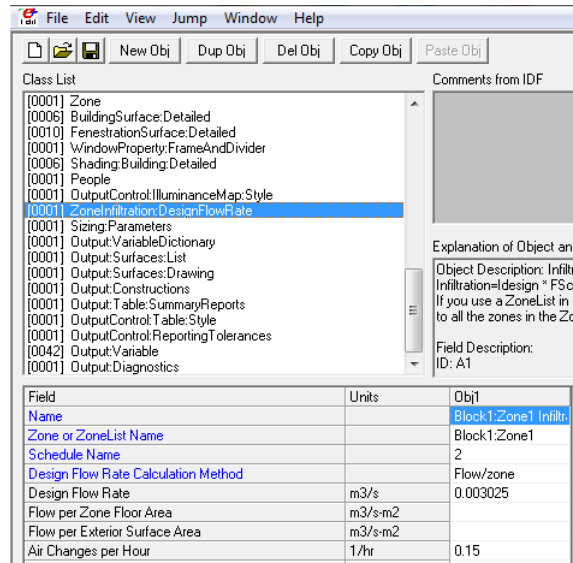 File Edit View Jump Window Help
New Obj Dup Obj Del Obj Copy Obj Paste Obj
Class List
Comments from IDF
[0001] Zone
[0006] BuildingSurface:Detailed
[0010] FenestrationSurface:Detailed
[0001] WindowProperty:FrameAndDivider
[0006] Shading:Building:Detailed
[0001] People
[0001] OutputControl:IlluminanceMap:Style
[0001] ZoneInfiltration:DesignFlowRate
[0001] Sizing:Parameters
[0001] Output:VariableDictionary
[0001] Output:Surfaces:List
[0001] Output:Surfaces:Drawing
[0001] Output:Constructions
[0001] Output:Table:SummaryReports
[0001] OutputControl:Table:Style
[0001] OutputControl:ReportingTolerances
[0042] Output:Variable
[0001] Output:Diagnostics
Explanation of Object an
Object Description: Infiltr
Infiltration=Idesign * FSc
If you use a ZoneList in
to all the zones in the Zo
Field Description:
ID: A1
Field Units Obj1
Name Block1:Zone1 Infiltr
Zone or ZoneList Name Block1:Zone1
Schedule Name 2
Design Flow Rate Calculation Method Flow/zone
Design Flow Rate m3/s 0.003025
Flow per Zone Floor Area m3/s-m2
Flow per Exterior Surface Area m3/s-m2
Air Changes per Hour 1/hr 0.15